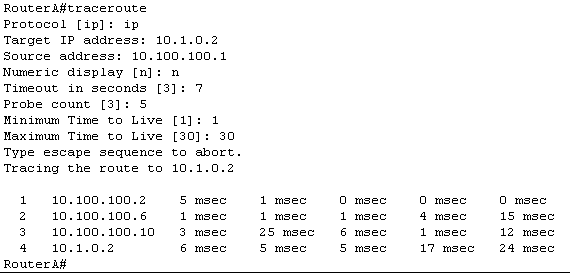 RouterA#traceroute
Protocol [ip]: ip
Target IP address: 10.1.0.2
Source address: 10.100.100.1
Numeric display [n]: n
Timeout in seconds [3]: 7
Probe count [3]: 5
Minimum Time to Live [1]: 1
Maximum Time to Live [30]: 30
Type escape sequence to abort.
Tracing the route to 10.1.0.2
1 10.100.100.2 5 msec 1 msec 0 msec 0 msec 0 msec
2 10.100.100.6 1 msec 1 msec 1 msec 4 msec 15 msec
3 10.100.100.10 3 msec 25 msec 6 msec 1 msec 12 msec
4 10.1.0.2 6 msec 5 msec 5 msec 17 msec 24 msec
RouterA#